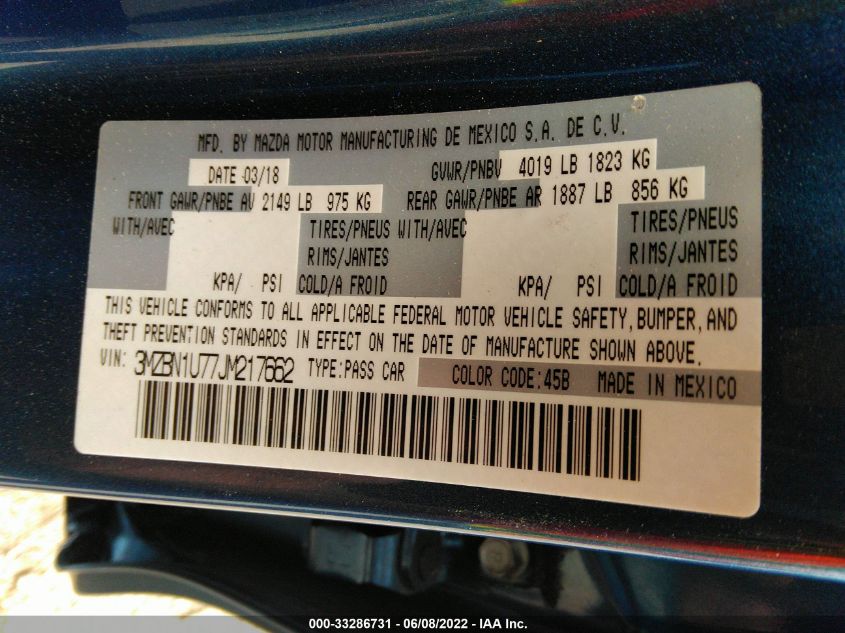 MFD. BY MAZDA MOTOR MANUFACTURING DE MEXICO S.A. DE C.V.
DATE 03/18 GVWR/PNBV 4019 LB 1823 KG
FRONT GAWR/PNBE AV 2149 LB 975 KG REAR GAWR/PNBE AR 1887 LB 856 KG
WITH/AVEC TIRES/PNEUS WITH/AVEC TIRES/PNEUS
RIMS/JANTES RIMS/JANTES
KPA/ PSI COLD/A FROID KPA/ PSI COLD/A FROID
THIS VEHICLE CONFORMS TO ALL APPLICABLE FEDERAL MOTOR VEHICLE SAFETY, BUMPER, AND
THEFT PREVENTION STANDARDS IN EFFECT ON THE DATE OF MANUFACTURE SHOWN ABOVE.
VIN: 3MZBN1U77JM217662 TYPE:PASS CAR COLOR CODE:45B MADE IN MEXICO
000-33286731 - 06/08/2022 - IAA Inc.